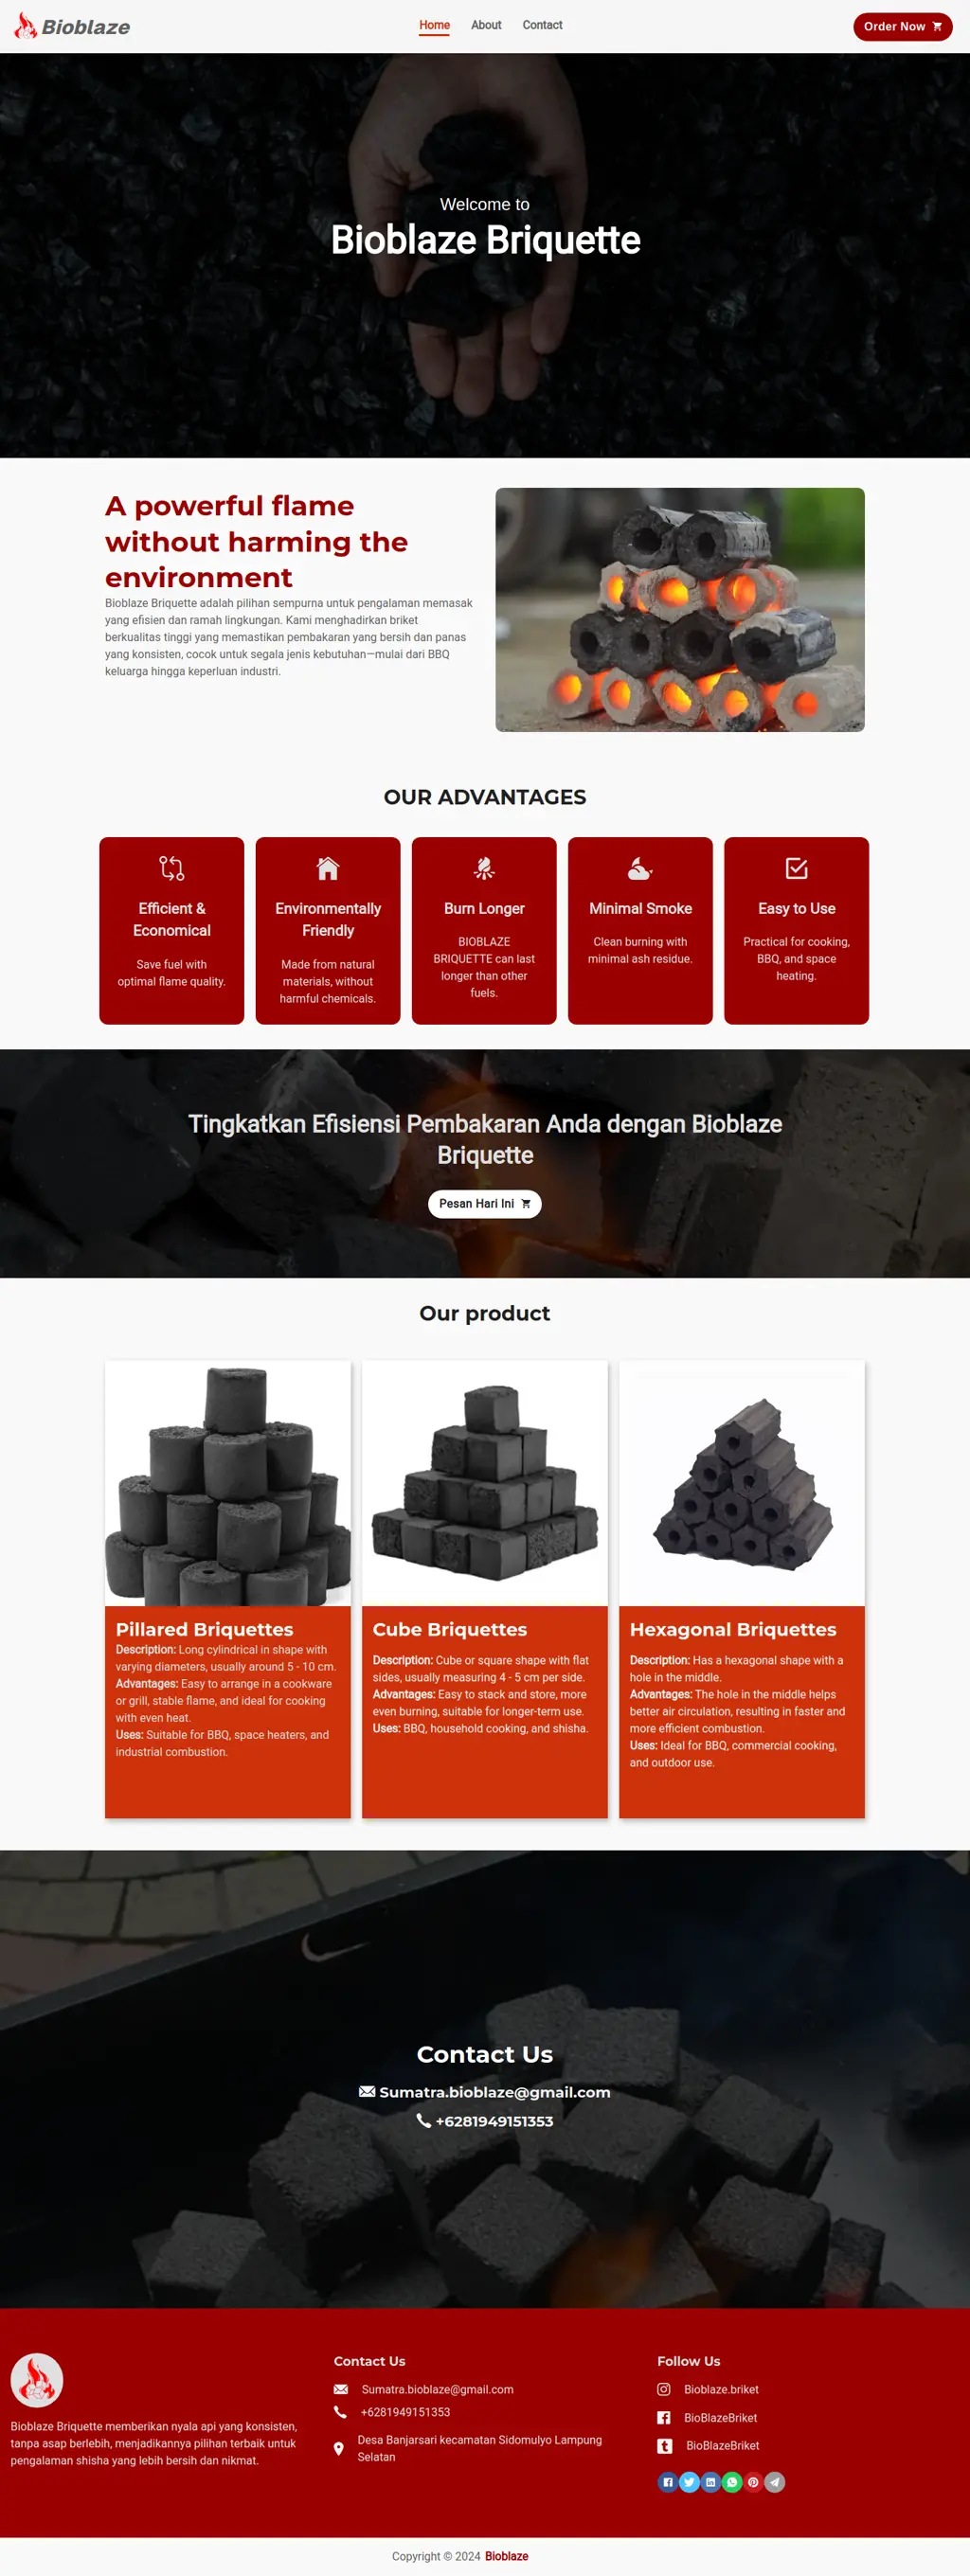 Bioblaze
Home About Contact
Order Now
Welcome to
Bioblaze Briquette
A powerful flame
without harming the
environment
Bioblaze Briquette adalah pilihan sempurna untuk pengalaman memasak
yang efisien dan ramah lingkungan. Kami menghadirkan briket
berkualitas tinggi yang memastikan pembakaran yang bersih dan panas
yang konsisten, cocok untuk segala jenis kebutuhan—mulai dari BBQ
keluarga hingga keperluan industri.
OUR ADVANTAGES
Efficient &
Economical
Save fuel with
optimal flame quality.
Environmentally
Friendly
Made from natural
materials, without
harmful chemicals.
Burn Longer
BIOBLAZE
BRIQUETTE can last
longer than other
fuels.
Minimal Smoke
Clean burning with
minimal ash residue.
Easy to Use
Practical for cooking,
BBQ, and space
heating.
Tingkatkan Efisiensi Pembakaran Anda dengan Bioblaze
Briquette
Pesan Hari Ini
Our product
Pillared Briquettes
Description: Long cylindrical in shape with
varying diameters, usually around 5 - 10 cm.
Advantages: Easy to arrange in a cookware
or grill, stable flame, and ideal for cooking
with even heat.
Uses: Suitable for BBQ, space heaters, and
industrial combustion.
Cube Briquettes
Description: Cube or square shape with flat
sides, usually measuring 4 - 5 cm per side.
Advantages: Easy to stack and store, more
even burning, suitable for longer-term use.
Uses: BBQ, household cooking, and shisha.
Hexagonal Briquettes
Description: Has a hexagonal shape with a
hole in the middle.
Advantages: The hole in the middle helps
better air circulation, resulting in faster and
more efficient combustion.
Uses: Ideal for BBQ, commercial cooking,
and outdoor use.
Contact Us
Sumatra.bioblaze@gmail.com
+6281949151353
Bioblaze Briquette memberikan nyala api yang konsisten,
tanpa asap berlebih, menjadikannya pilihan terbaik untuk
pengalaman shisha yang lebih bersih dan nikmat.
Contact Us
Sumatra.bioblaze@gmail.com
+6281949151353
Desa Banjarsari kecamatan Sidomulyo Lampung
Selatan
Follow Us
Bioblaze.briket
BioBlazeBriket
BioBlazeBriket
Copyright © 2024 Bioblaze